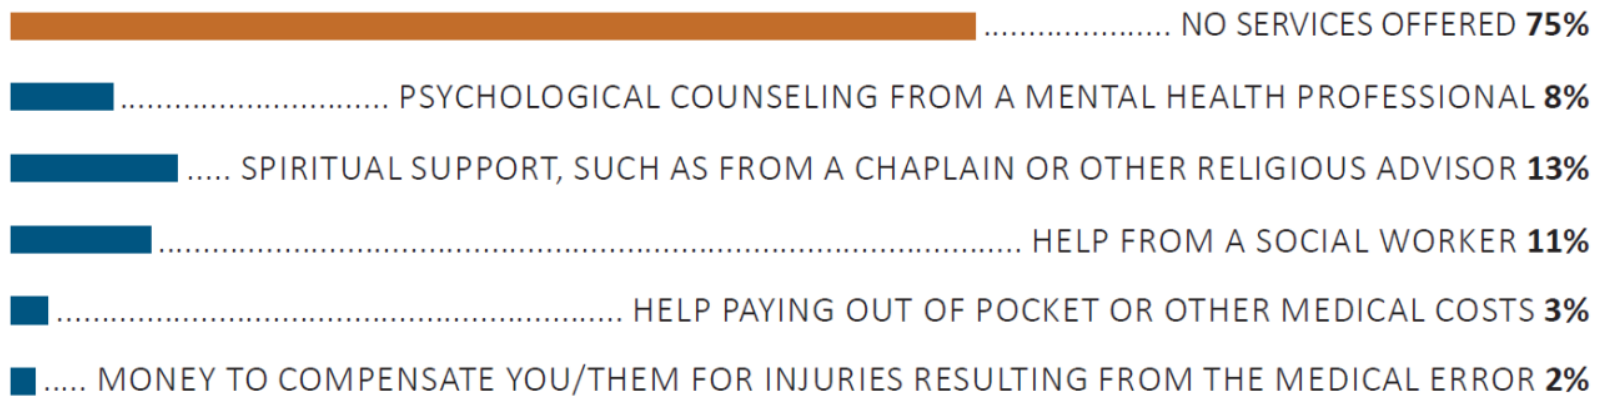 NO SERVICES OFFERED 75%
PSYCHOLOGICAL COUNSELING FROM A MENTAL HEALTH PROFESSIONAL 8%
SPIRITUAL SUPPORT, SUCH AS FROM A CHAPLAIN OR OTHER RELIGIOUS ADVISOR 13%
HELP FROM A SOCIAL WORKER 11%
HELP PAYING OUT OF POCKET OR OTHER MEDICAL COSTS 3%
MONEY TO COMPENSATE YOU/THEM FOR INJURIES RESULTING FROM THE MEDICAL ERROR 2%